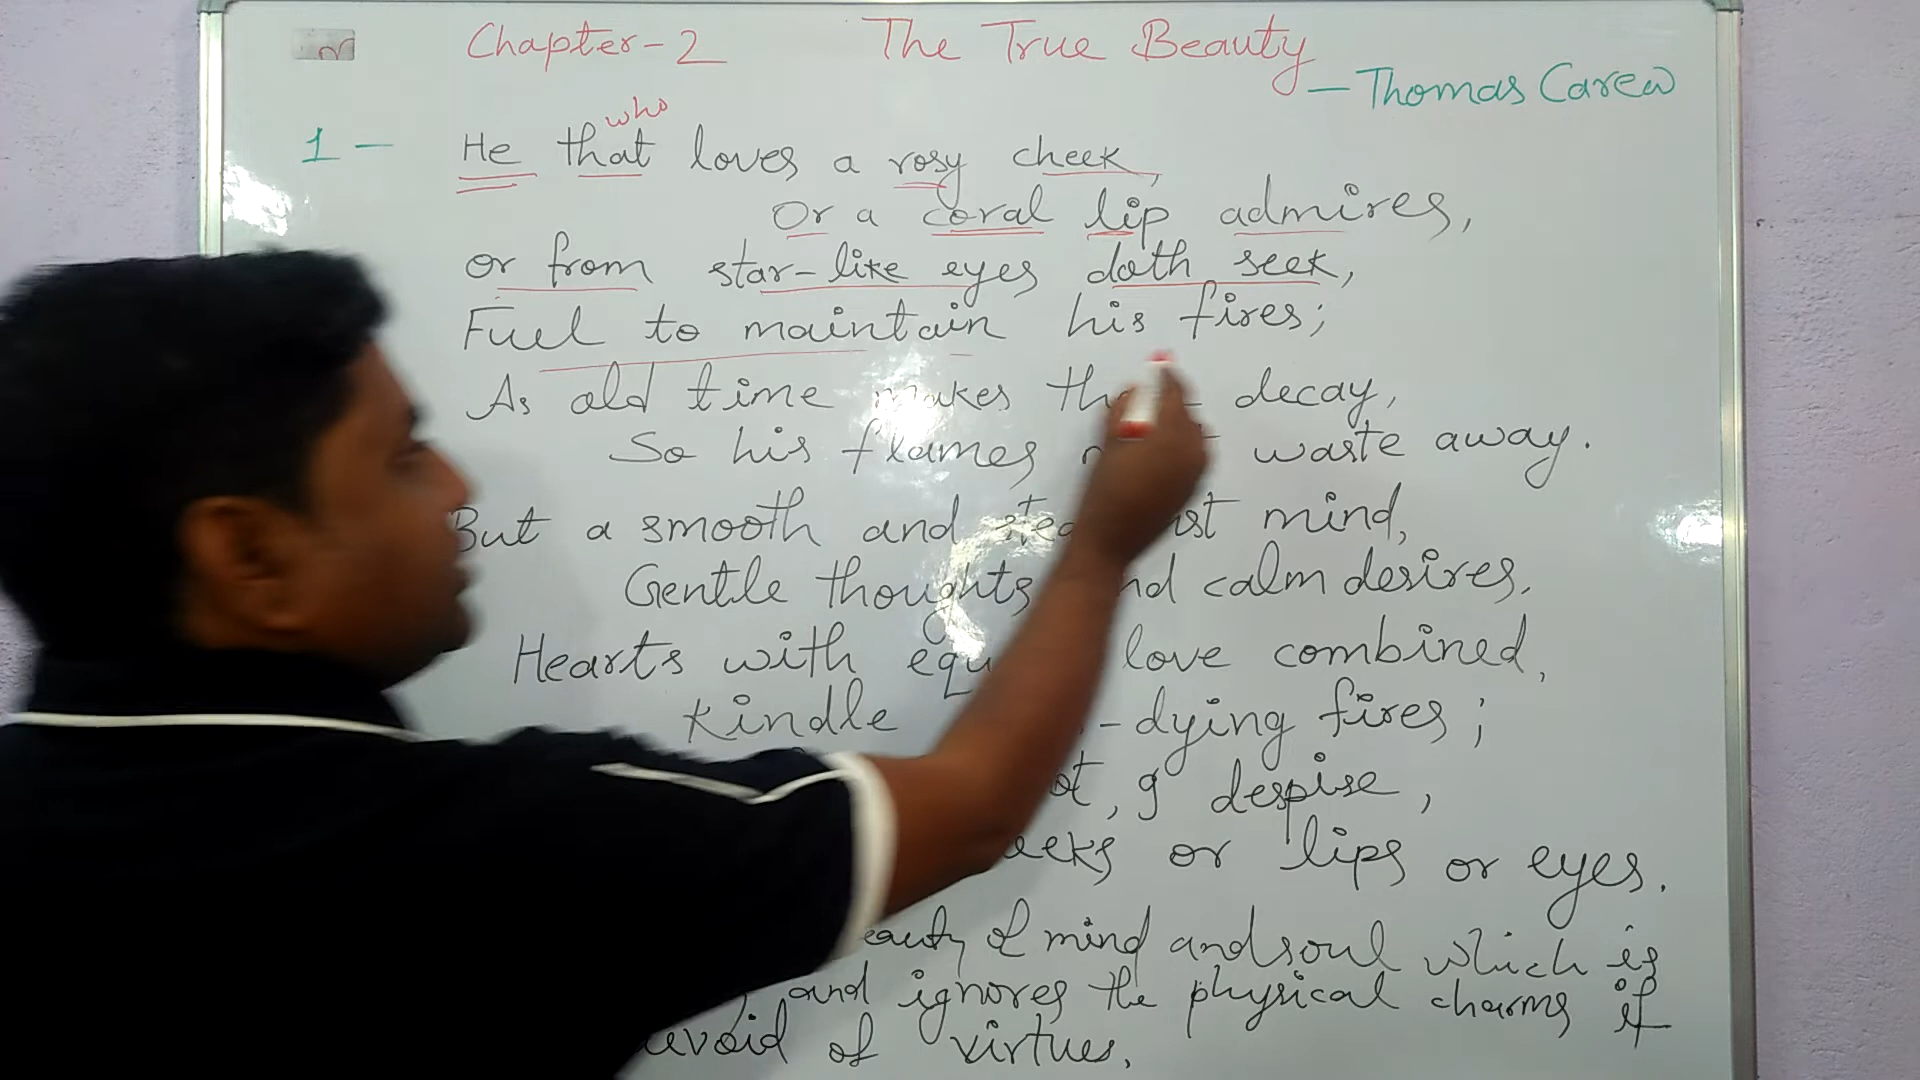 Chapter-2 The True Beauty
- Thomas Carew
who
1 - He that loves a rosy cheek,
Or a coral lip admires,
or from star-like eyes doth seek,
Fuel to maintain his fires;
As old time makes decay,
So his flames waste away.
But a smooth and mind,
Gentle thoughts and calm desires.
Hearts with love combined,
Kindle -dying fires;
I despise,
or lips or eyes.
of mind and soul which is
and ignores the physical charms if
of virtues.